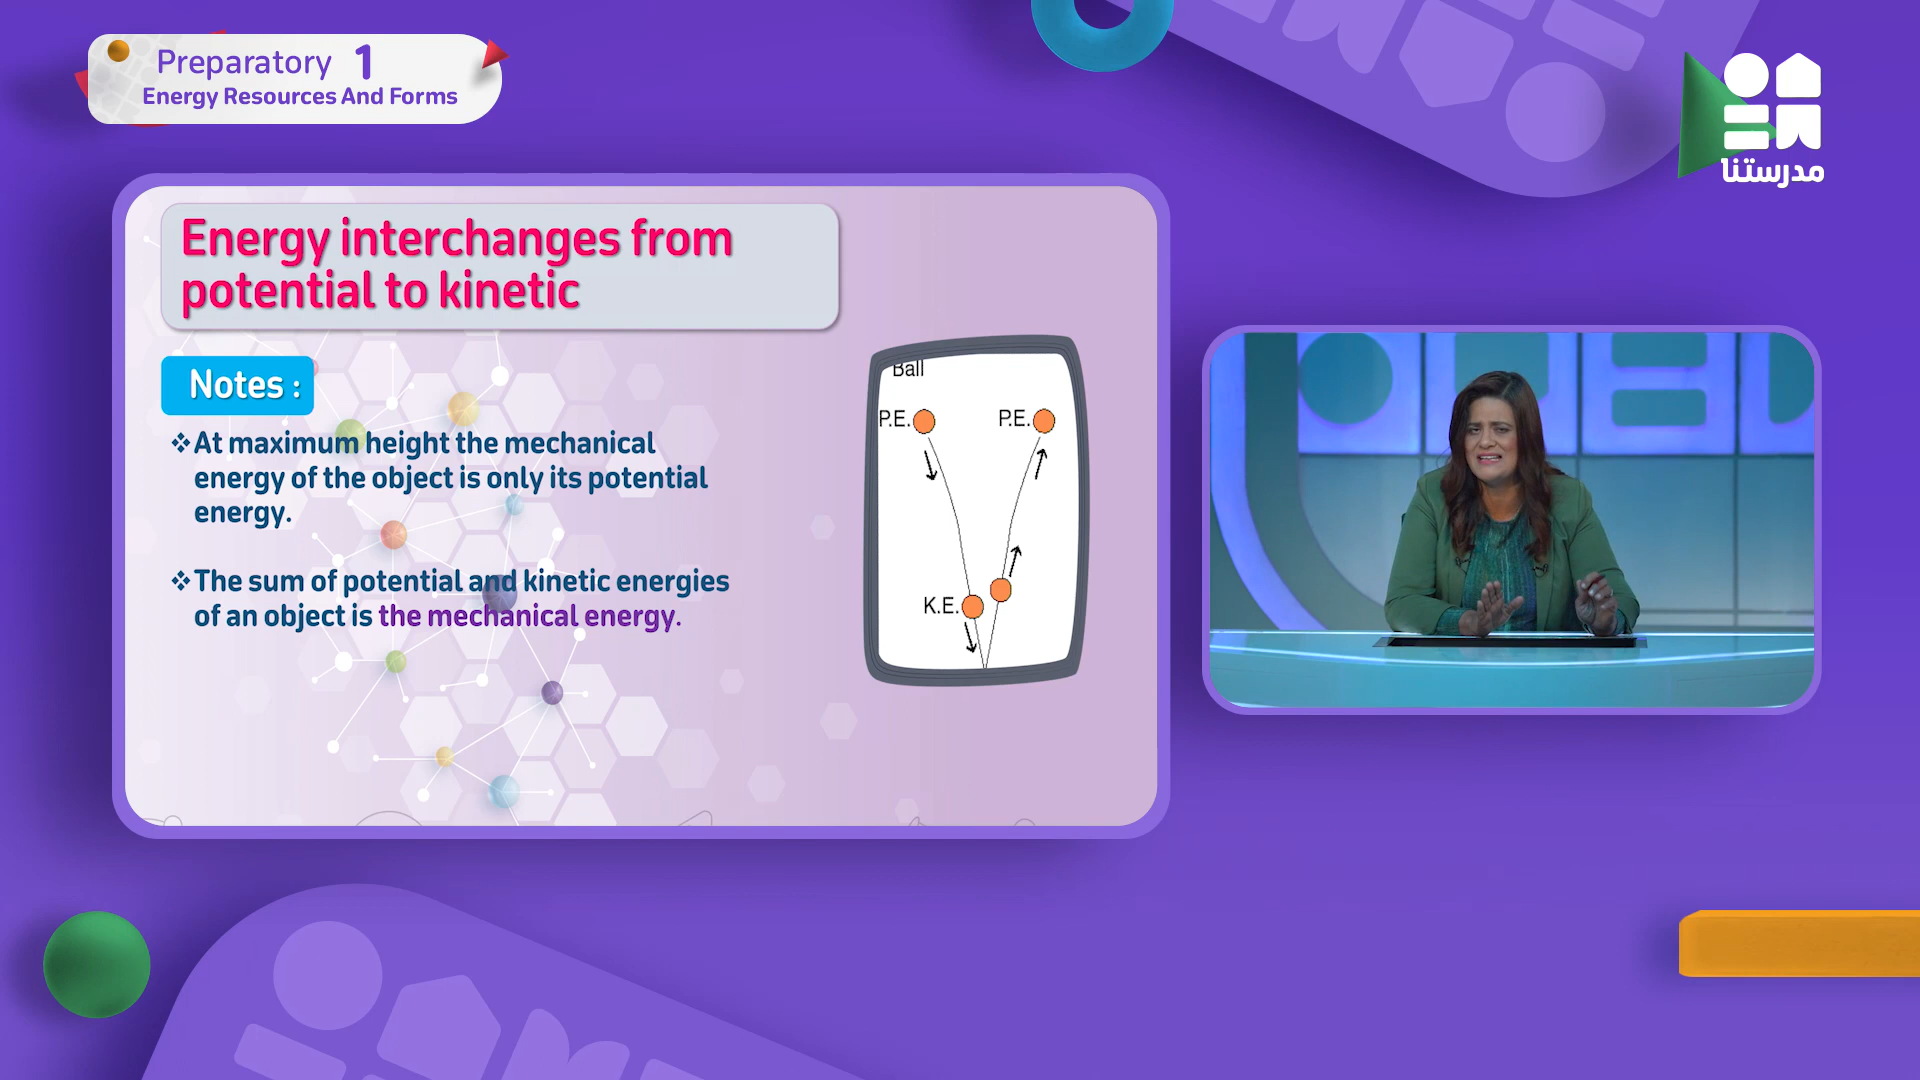 Preparatory 1
Energy Resources And Forms
مدرستنا
Energy interchanges from
potential to kinetic
Notes :
❖At maximum height the mechanical
energy of the object is only its potential
energy.
❖The sum of potential and kinetic energies
of an object is the mechanical energy.
Ball
P.E.
P.E.
K.E.